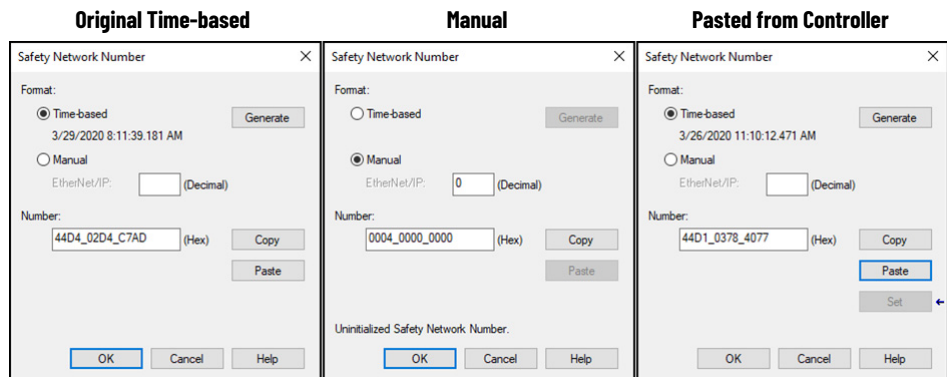 Original Time-based
Safety Network Number
Format:
Time-based
Generate
3/29/2020 8:11:39.181 AM
Manual
EtherNet/IP:
(Decimal)
Number:
44D4_02D4_C7AD
(Hex)
Copy
Paste
OK
Cancel
Help
Manual
Safety Network Number
Format:
Time-based
Generate
Manual
EtherNet/IP:
0
(Decimal)
Number:
0004_0000_0000
(Hex)
Copy
Paste
Uninitialized Safety Network Number.
OK
Cancel
Help
Pasted from Controller
Safety Network Number
Format:
Time-based
Generate
3/26/2020 11:10:12.471 AM
Manual
EtherNet/IP:
(Decimal)
Number:
44D1_0378_4077
(Hex)
Copy
Paste
Set
OK
Cancel
Help